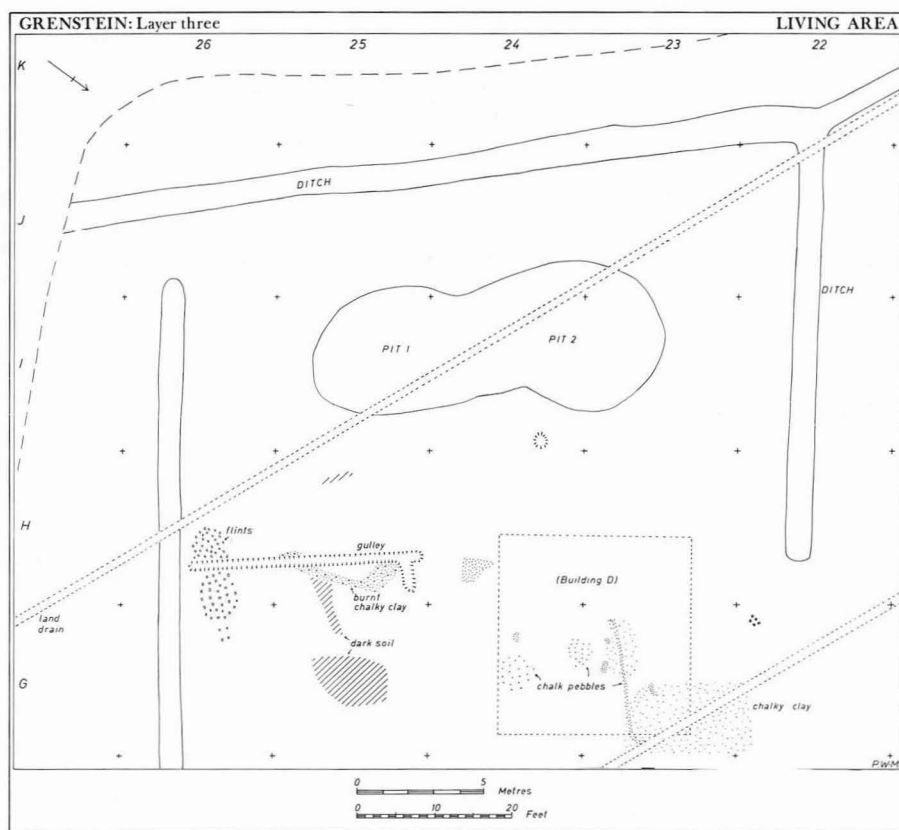 GRENSTEIN: Layer three
LIVING AREA
26 25 24 23 22
K
J
DITCH
DITCH
I
PIT 1
PIT 2
H
flints
gulley
(Building D)
burnt
chalky clay
land
drain
dark soil
G
chalk pebbles
chalky clay
P.W-M
0 5
Metres
0 10 20
Feet